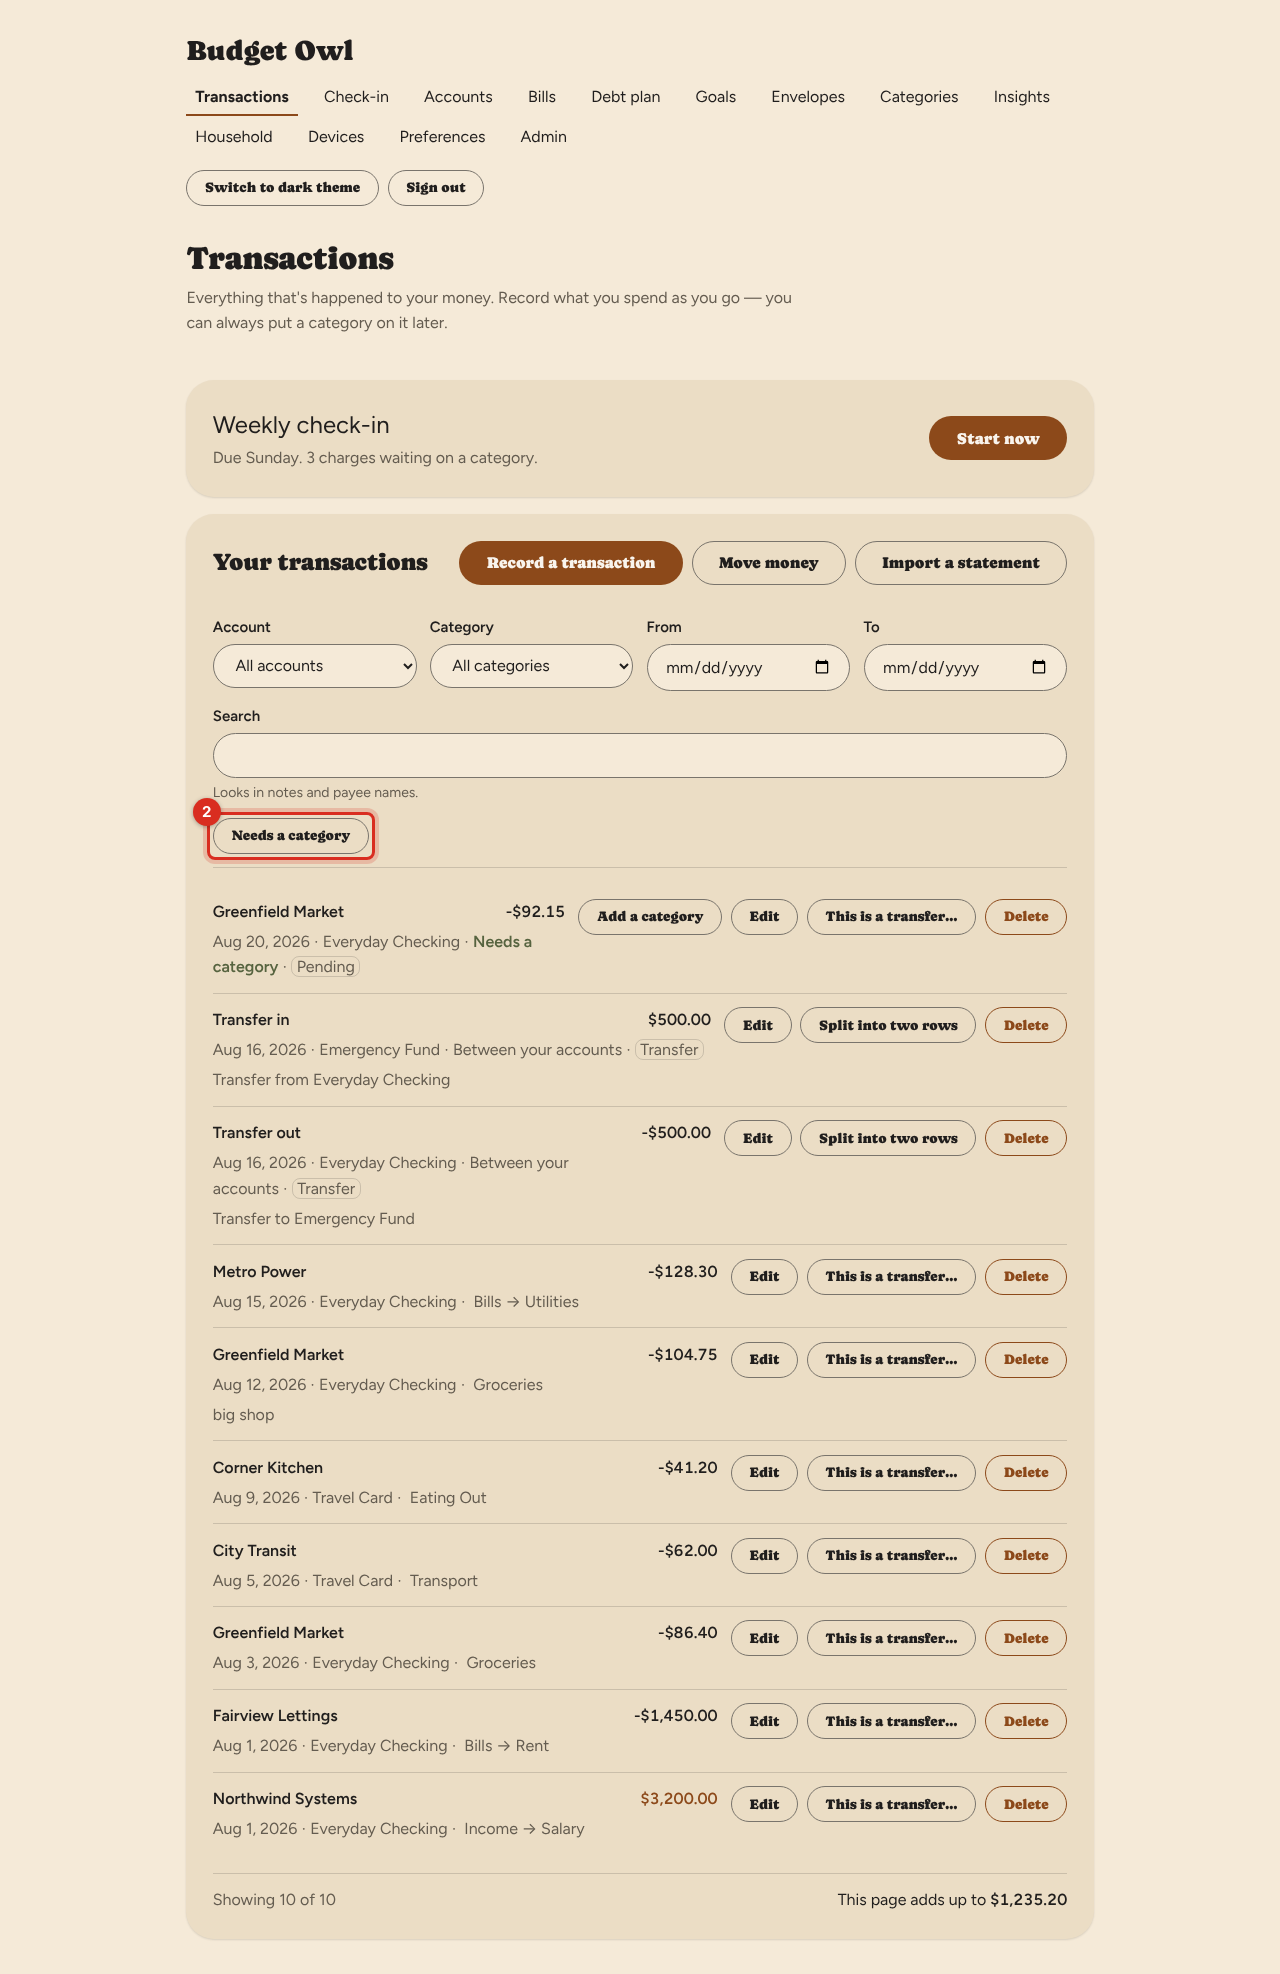 Budget Owl
Transactions Check-in Accounts Bills Debt plan Goals Envelopes Categories Insights
Household Devices Preferences Admin
Switch to dark theme Sign out
Transactions
Everything that's happened to your money. Record what you spend as you go — you
can always put a category on it later.
Weekly check-in
Due Sunday. 3 charges waiting on a category.
Start now
Your transactions Record a transaction Move money Import a statement
Account Category From To
All accounts All categories mm/dd/yyyy mm/dd/yyyy
Search
Looks in notes and payee names.
2
Needs a category
Greenfield Market -$92.15 Add a category Edit This is a transfer... Delete
Aug 20, 2026 · Everyday Checking · Needs a
category · Pending
Transfer in $500.00 Edit Split into two rows Delete
Aug 16, 2026 · Emergency Fund · Between your accounts · Transfer
Transfer from Everyday Checking
Transfer out -$500.00 Edit Split into two rows Delete
Aug 16, 2026 · Everyday Checking · Between your
accounts · Transfer
Transfer to Emergency Fund
Metro Power -$128.30 Edit This is a transfer... Delete
Aug 15, 2026 · Everyday Checking · Bills → Utilities
Greenfield Market -$104.75 Edit This is a transfer... Delete
Aug 12, 2026 · Everyday Checking · Groceries
big shop
Corner Kitchen -$41.20 Edit This is a transfer... Delete
Aug 9, 2026 · Travel Card · Eating Out
City Transit -$62.00 Edit This is a transfer... Delete
Aug 5, 2026 · Travel Card · Transport
Greenfield Market -$86.40 Edit This is a transfer... Delete
Aug 3, 2026 · Everyday Checking · Groceries
Fairview Lettings -$1,450.00 Edit This is a transfer... Delete
Aug 1, 2026 · Everyday Checking · Bills → Rent
Northwind Systems $3,200.00 Edit This is a transfer... Delete
Aug 1, 2026 · Everyday Checking · Income → Salary
Showing 10 of 10 This page adds up to $1,235.20